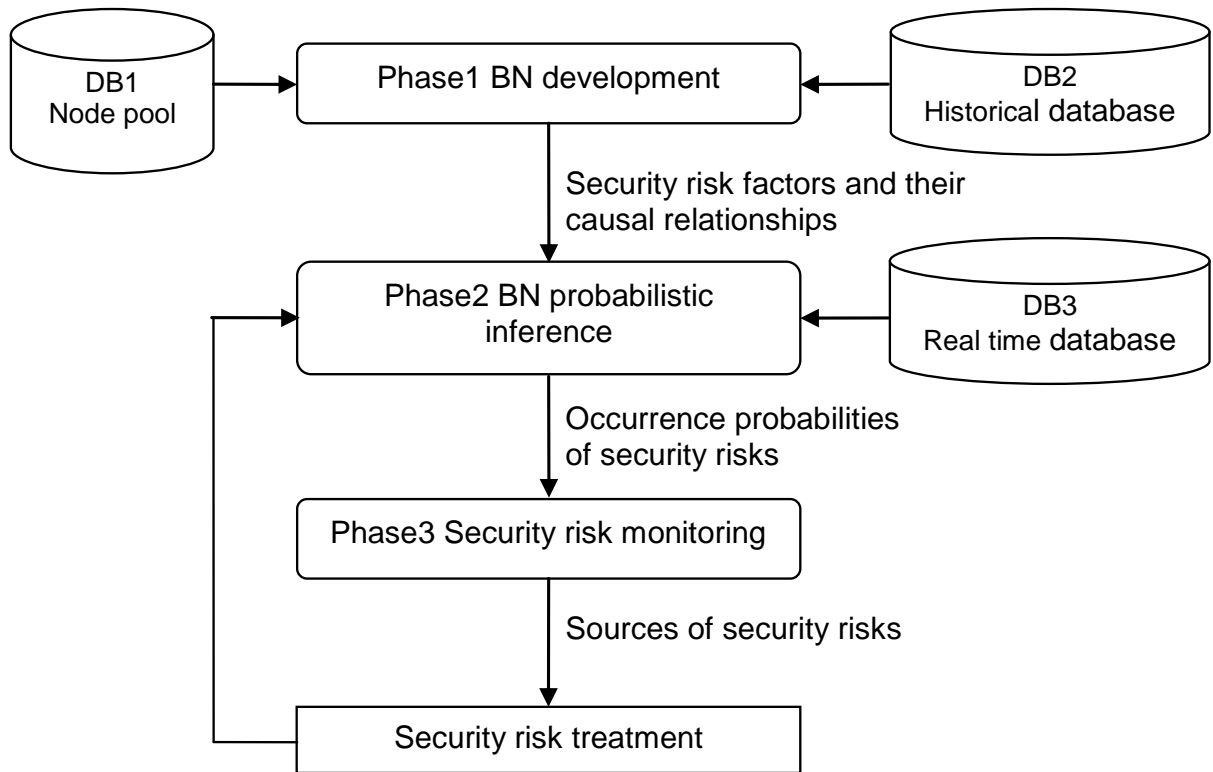 DB1
Node pool
Phase1 BN development
DB2
Historical database
Security risk factors and their
causal relationships
Phase2 BN probabilistic
inference
DB3
Real time database
Occurrence probabilities
of security risks
Phase3 Security risk monitoring
Sources of security risks
Security risk treatment